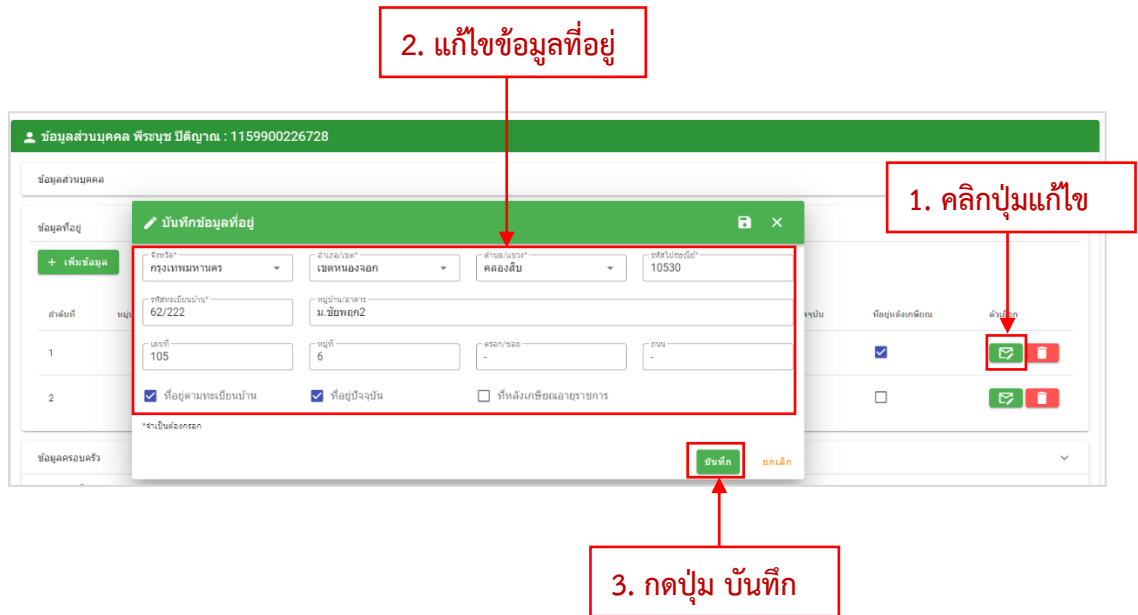 2. แก้ไขข้อมูลที่อยู่
ข้อมูลส่วนบุคคล พีระนุช ปิติญาณ : 1159900226728
ข้อมูลส่วนบุคคล
1. คลิกปุ่มแก้ไข
ข้อมูลที่อยู่
บันทึกข้อมูลที่อยู่
+ เพิ่มข้อมูล
จังหวัด* อำเภอ/เขต* ตำบล/แขวง* รหัสไปรษณีย์*
กรุงเทพมหานคร เขตหนองจอก คลองสิบ 10530
รหัสทะเบียนบ้าน* หมู่บ้าน/อาคาร
62/222 ม.ชัยพฤก2
ลำดับที่ ที่อยู่หลังเกษียณ ตัวเลือก
เลขที่ หมู่ที่ ตรอก/ซอย ถนน
105 6 - -
1
ที่อยู่ตามทะเบียนบ้าน ที่อยู่ปัจจุบัน ที่หลังเกษียณอายุราชการ
2
*จำเป็นต้องกรอก
ข้อมูลครอบครัว
บันทึก ยกเลิก
3. กดปุ่ม บันทึก